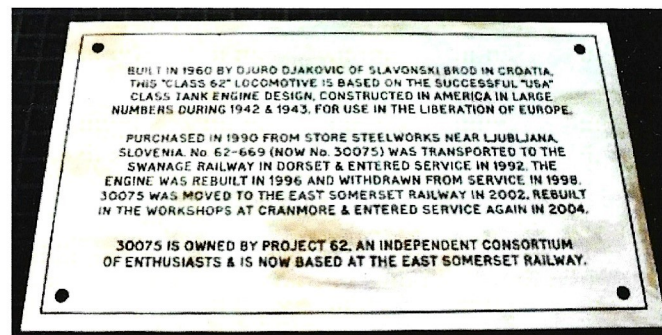 BUILT IN 1960 BY DJURO DJAKOVIC OF SLAVONSKI BROD IN CROATIA,
THIS "CLASS 62" LOCOMOTIVE IS BASED ON THE SUCCESSFUL "USA"
CLASS TANK ENGINE DESIGN, CONSTRUCTED IN AMERICA IN LARGE
NUMBERS DURING 1942 & 1943, FOR USE IN THE LIBERATION OF EUROPE.
PURCHASED IN 1990 FROM STORE STEELWORKS NEAR LJUBLJANA,
SLOVENIA. No. 62-669 (NOW No. 30075) WAS TRANSPORTED TO THE
SWANAGE RAILWAY IN DORSET & ENTERED SERVICE IN 1992. THE
ENGINE WAS REBUILT IN 1996 AND WITHDRAWN FROM SERVICE IN 1998.
30075 WAS MOVED TO THE EAST SOMERSET RAILWAY IN 2002, REBUILT
IN THE WORKSHOPS AT CRANMORE & ENTERED SERVICE AGAIN IN 2004.
30075 IS OWNED BY PROJECT 62, AN INDEPENDENT CONSORTIUM
OF ENTHUSIASTS & IS NOW BASED AT THE EAST SOMERSET RAILWAY.